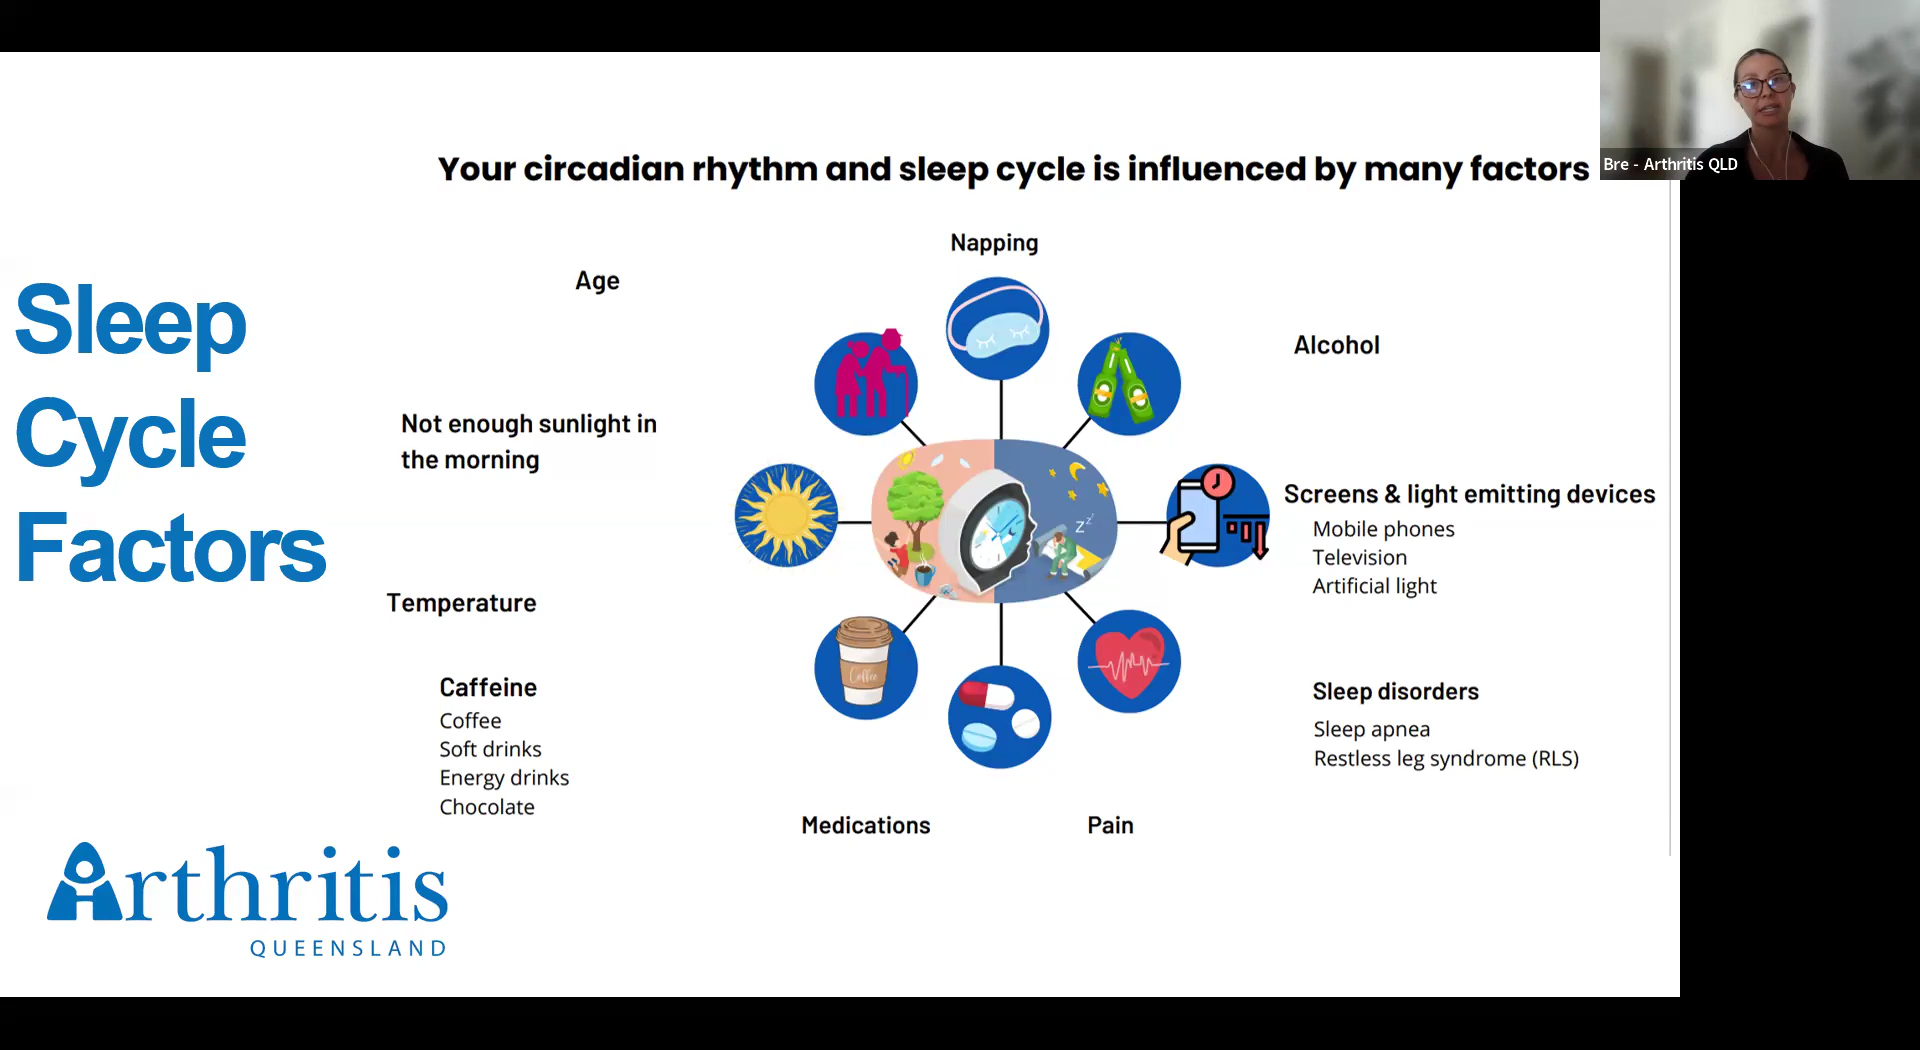 Your circadian rhythm and sleep cycle is influenced by many factors
Bre - Arthritis QLD
Sleep
Cycle
Factors
Napping
Age
Alcohol
Not enough sunlight in
the morning
Screens & light emitting devices
Mobile phones
Television
Artificial light
Temperature
Caffeine
Coffee
Soft drinks
Energy drinks
Chocolate
Coffee
zzz
Sleep disorders
Sleep apnea
Restless leg syndrome (RLS)
Medications
Pain
Arthritis
QUEENSLAND